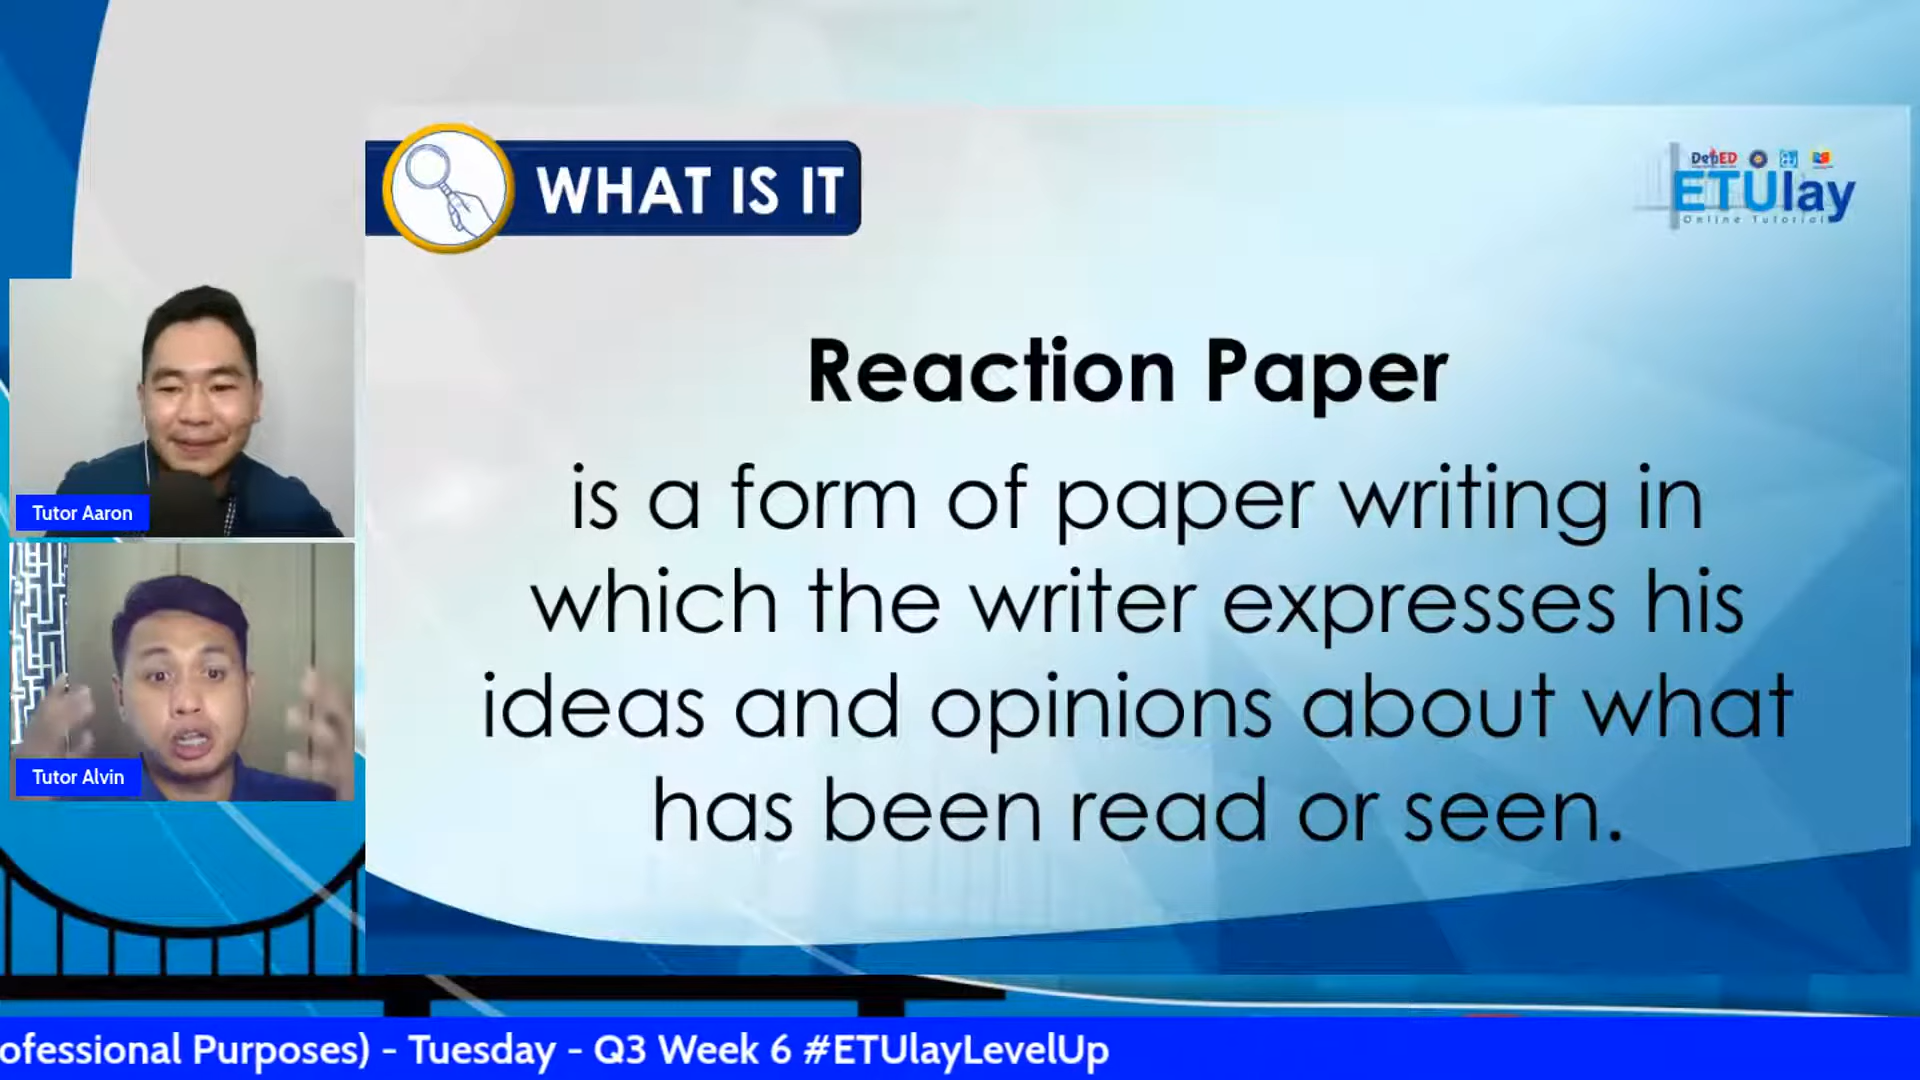 WHAT IS IT
DepED
ETUlay
Online Tutorial
Reaction Paper
is a form of paper writing in
which the writer expresses his
ideas and opinions about what
has been read or seen.
Tutor Aaron
Tutor Alvin
ofessional Purposes) - Tuesday - Q3 Week 6 #ETUlayLevelUp